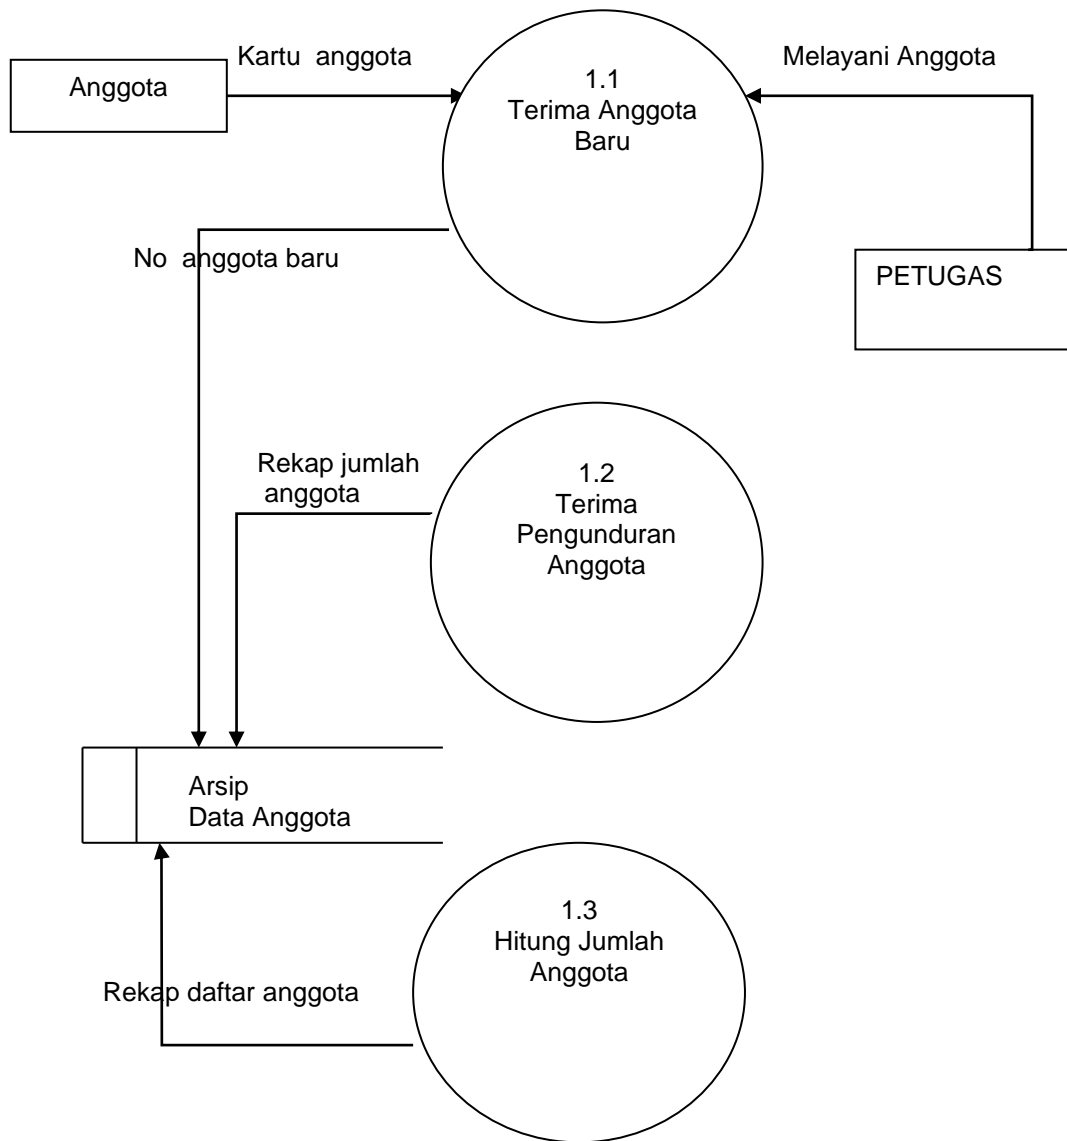 Kartu anggota
Melayani Anggota
Anggota
1.1
Terima Anggota
Baru
No anggota baru
PETUGAS
Rekap jumlah
anggota
1.2
Terima
Pengunduran
Anggota
Arsip
Data Anggota
1.3
Hitung Jumlah
Anggota
Rekap daftar anggota